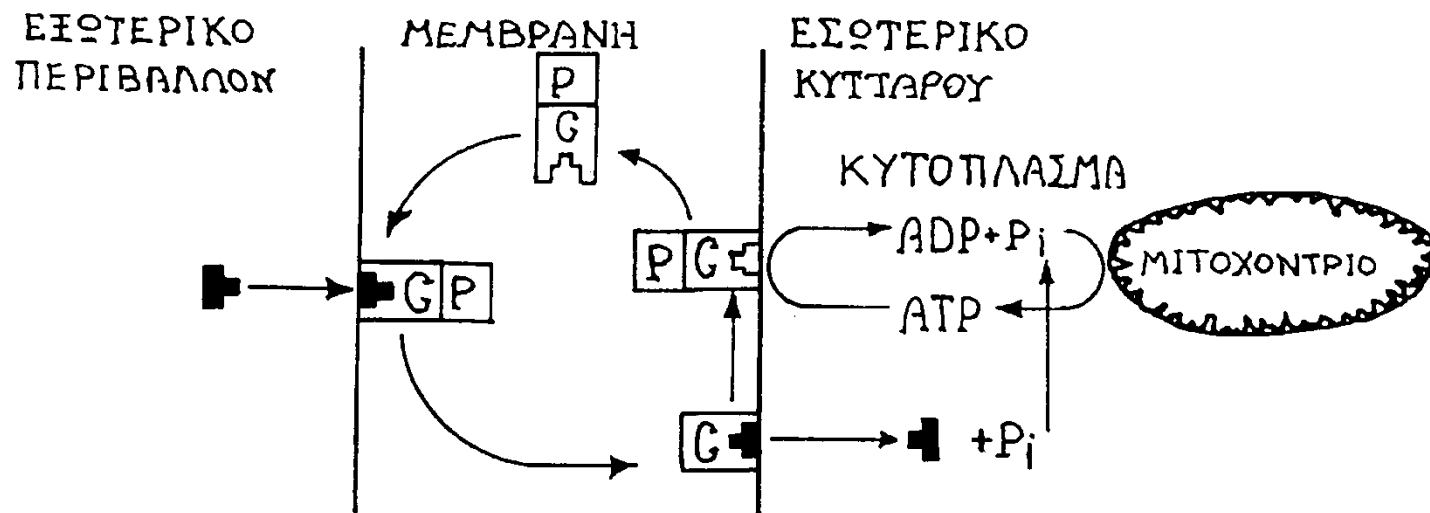 ΕΞΩΤΕΡΙΚΟ
ΠΕΡΙΒΑΛΛΟΝ
ΜΕΜΒΡΑΝΗ
ΕΣΩΤΕΡΙΚΟ
ΚΥΤΤΑΡΟΥ
P
G
ΚΥΤΟΠΛΑΣΜΑ
P G
ADP+Pi
ΜΙΤΟΧΟΝΤΡΙΟ
G P
ATP
G
+Pi